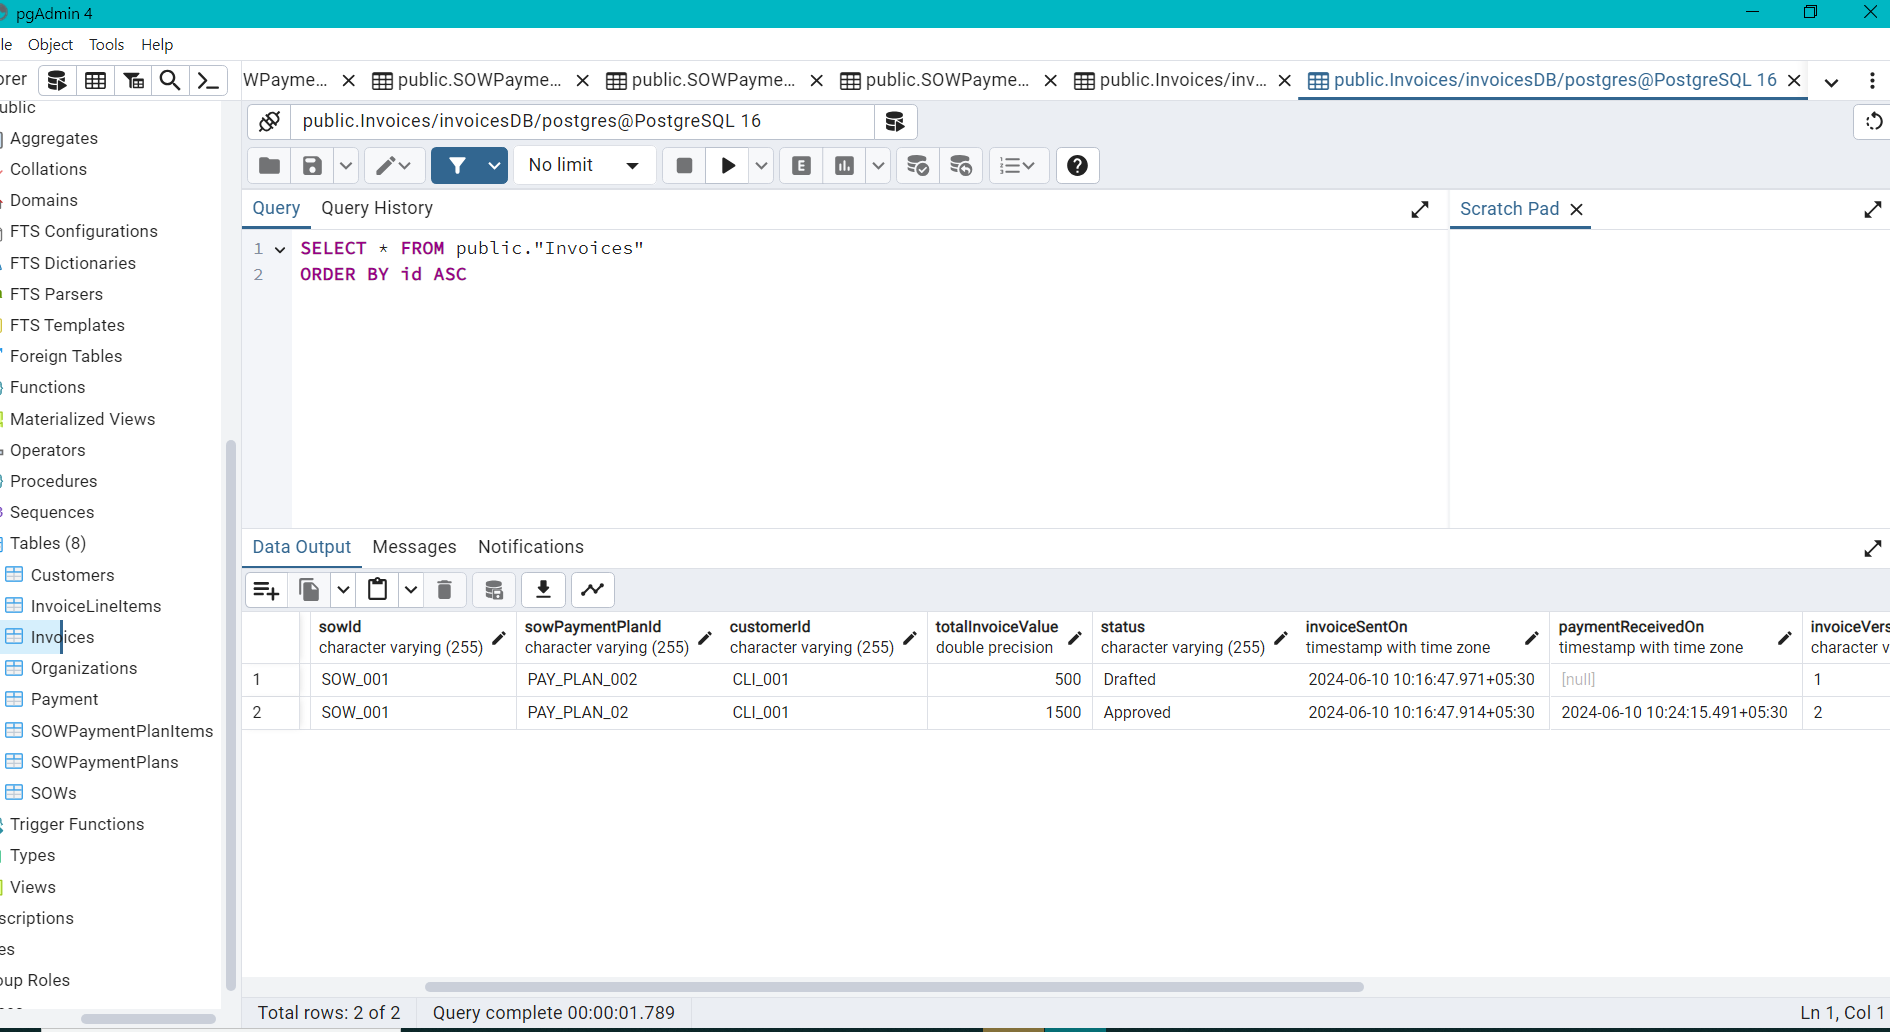 pgAdmin 4
le Object Tools Help
orer
WPayme...
public.SOWPayme...
public.SOWPayme...
public.SOWPayme...
public.Invoices/inv...
public.Invoices/invoicesDB/postgres@PostgreSQL 16
public.Invoices/invoicesDB/postgres@PostgreSQL 16
No limit
E
Query
Query History
Scratch Pad
1 SELECT * FROM public."Invoices"
2 ORDER BY id ASC
ublic
Aggregates
Collations
Domains
FTS Configurations
FTS Dictionaries
FTS Parsers
FTS Templates
Foreign Tables
Functions
Materialized Views
Operators
Procedures
Sequences
Tables (8)
Customers
InvoiceLineItems
Invoices
Organizations
Payment
SOWPaymentPlanItems
SOWPaymentPlans
SOWs
Trigger Functions
Types
Views
scriptions
es
oup Roles
Data Output Messages Notifications
sowId sowPaymentPlanId customerId totalInvoiceValue status invoiceSentOn paymentReceivedOn invoiceVers
character varying (255) character varying (255) character varying (255) double precision character varying (255) timestamp with time zone timestamp with time zone character v
1 SOW_001 PAY_PLAN_002 CLI_001 500 Drafted 2024-06-10 10:16:47.971+05:30 [null] 1
2 SOW_001 PAY_PLAN_02 CLI_001 1500 Approved 2024-06-10 10:16:47.914+05:30 2024-06-10 10:24:15.491+05:30 2
Total rows: 2 of 2 Query complete 00:00:01.789 Ln 1, Col 1